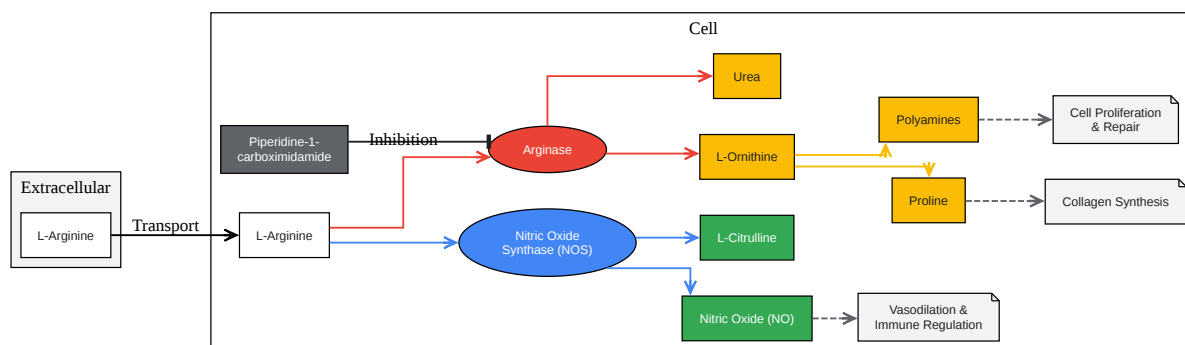 Cell
Urea
Piperidine-1-
carboximidamide
Inhibition
Arginase
L-Ornithine
Polyamines
Cell Proliferation
& Repair
Proline
Collagen Synthesis
Extracellular
L-Arginine
Transport
L-Arginine
Nitric Oxide
Synthase (NOS)
L-Citrulline
Nitric Oxide (NO)
Vasodilation &
Immune Regulation